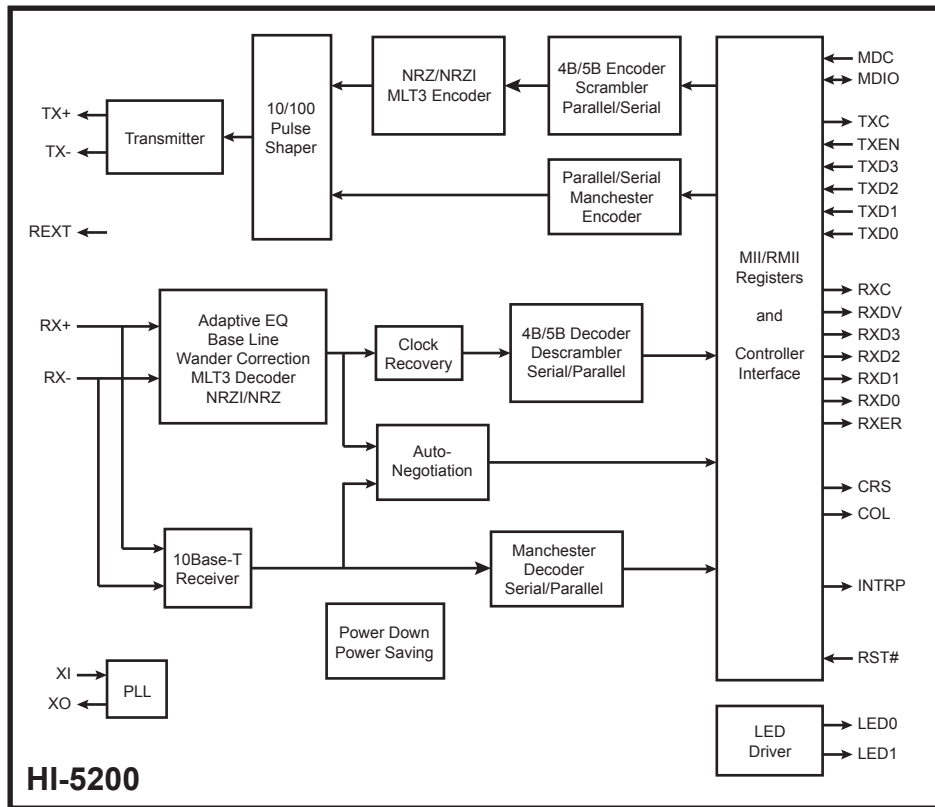 TX+
TX-
REXT
RX+
RX-
XI
XO
Transmitter
10/100
Pulse
Shaper
NRZ/NRZI
MLT3 Encoder
4B/5B Encoder
Scrambler
Parallel/Serial
Parallel/Serial
Manchester
Encoder
Adaptive EQ
Base Line
Wander Correction
MLT3 Decoder
NRZI/NRZ
Clock
Recovery
4B/5B Decoder
Descrambler
Serial/Parallel
Auto-
Negotiation
10Base-T
Receiver
Manchester
Decoder
Serial/Parallel
Power Down
Power Saving
PLL
MII/RMII
Registers
and
Controller
Interface
LED
Driver
MDC
MDIO
TXC
TXEN
TXD3
TXD2
TXD1
TXD0
RXC
RXDV
RXD3
RXD2
RXD1
RXD0
RXER
CRS
COL
INTRP
RST#
LED0
LED1
HI-5200